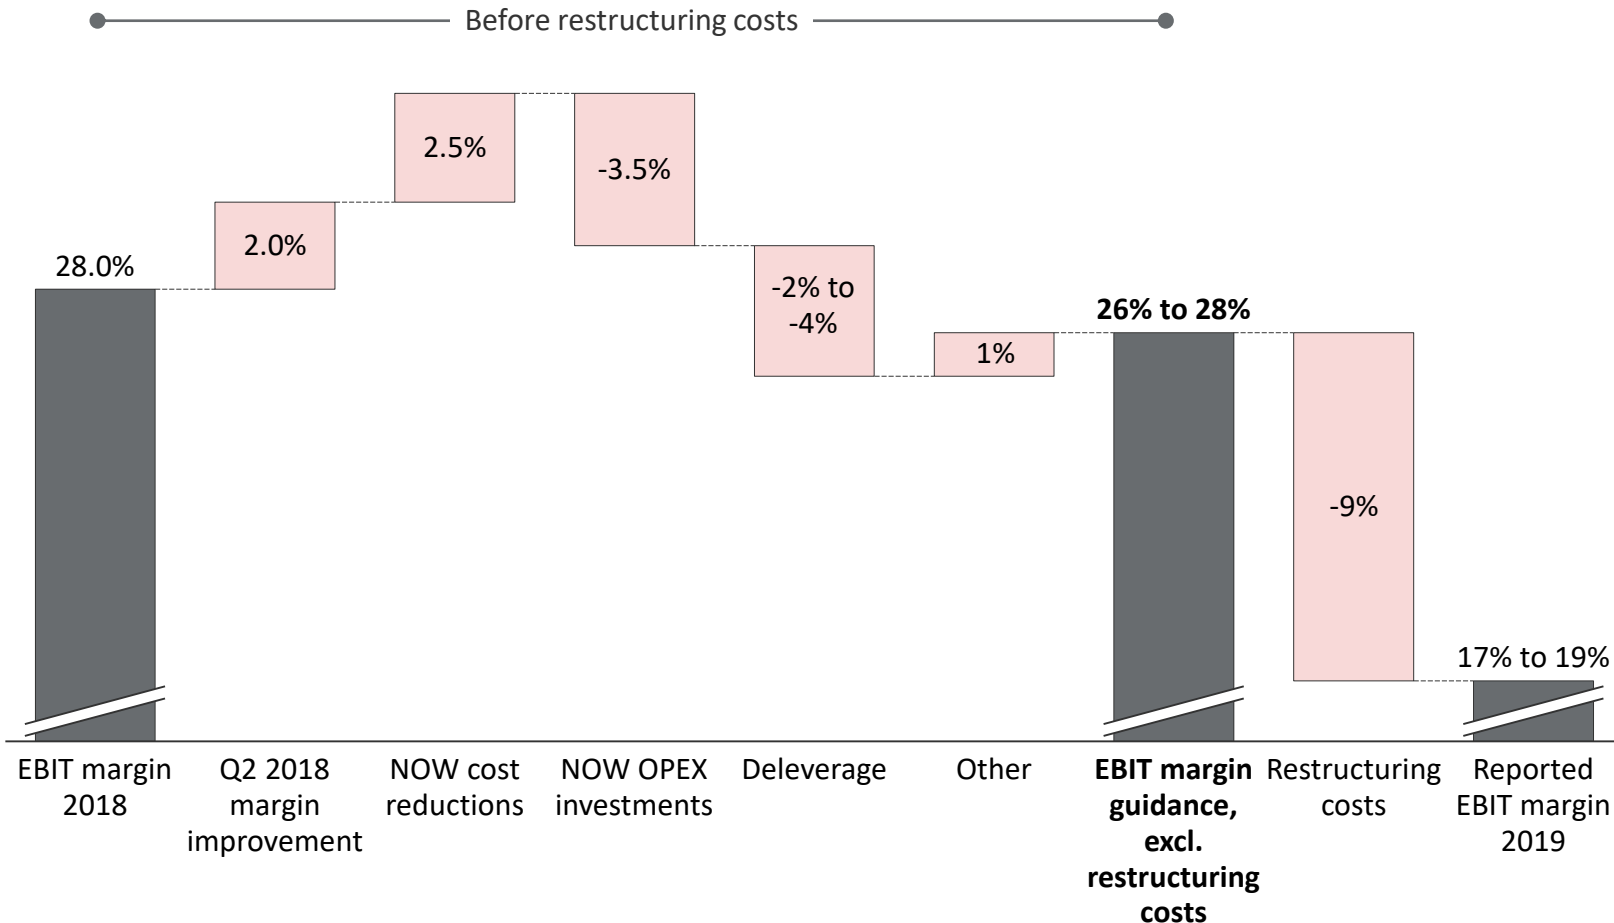 Before restructuring costs
28.0%
2.0%
2.5%
-3.5%
-2% to
-4%
1%
26% to 28%
-9%
17% to 19%
EBIT margin
2018
Q2 2018
margin
improvement
NOW cost
reductions
NOW OPEX
investments
Deleverage
Other
EBIT margin
guidance,
excl.
restructuring
costs
Restructuring
costs
Reported
EBIT margin
2019